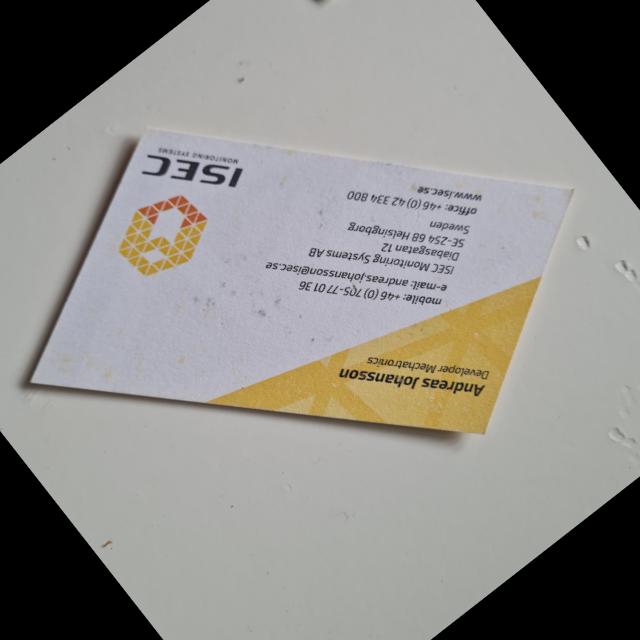 Andreas Johansson
Developer Mechatronics
mobile: +46 (0) 705-77 01 36
e-mail: andreas.johansson@isec.se
ISEC Monitoring Systems AB
Dialasgatan 12
SE-254 68 Helsingborg
Sweden
office: +46 (0) 42 334 800
www.isec.se
ISEC
MONITORING SYSTEMS